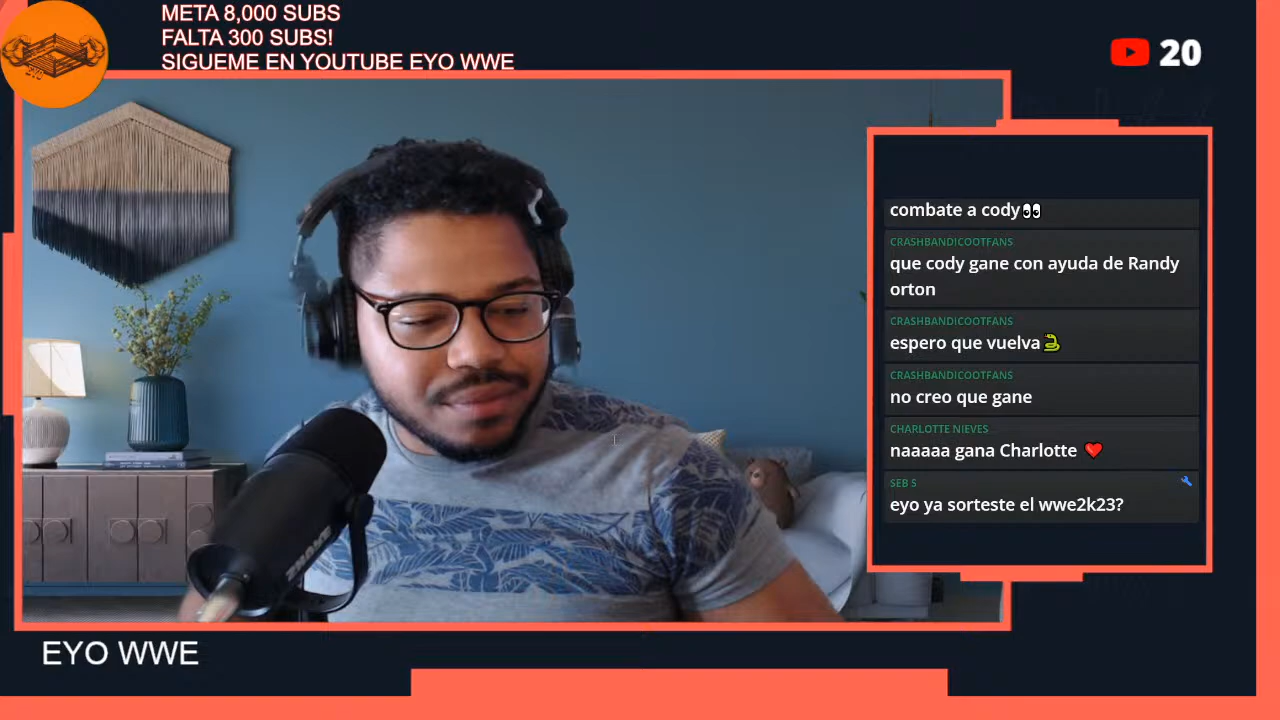 META 8,000 SUBS
FALTA 300 SUBS!
SIGUEME EN YOUTUBE EYO WWE
20
combate a cody👀
CRASHBANDICOOTFANS
que cody gane con ayuda de Randy
orton
CRASHBANDICOOTFANS
espero que vuelva🐍
CRASHBANDICOOTFANS
no creo que gane
CHARLOTTE NIEVES
naaaaa gana Charlotte ❤️
SEB S
eyo ya sorteste el wwe2k23?
EYO WWE